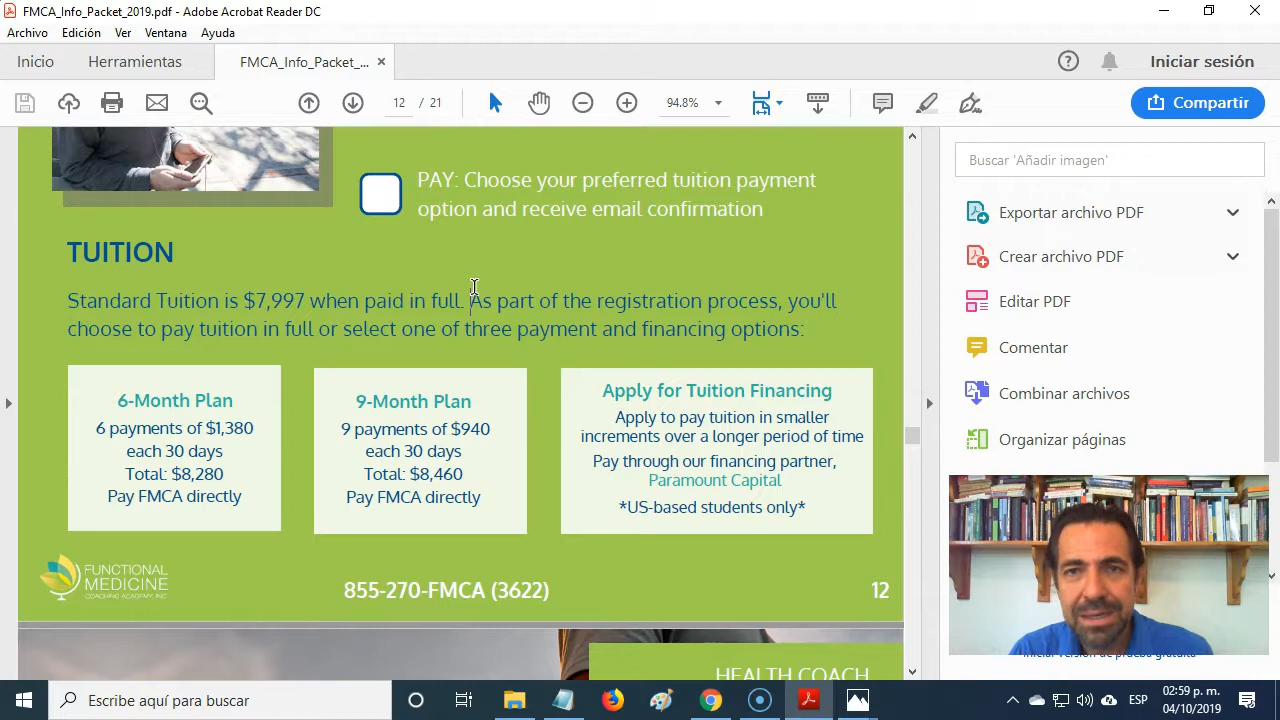 FMCA_Info_Packet_2019.pdf - Adobe Acrobat Reader DC
Archivo Edición Ver Ventana Ayuda
Inicio Herramientas FMCA_Info_Packet_... Iniciar sesión
12 / 21 94.8% Compartir
PAY: Choose your preferred tuition payment
option and receive email confirmation
TUITION
Standard Tuition is $7,997 when paid in full. As part of the registration process, you'll
choose to pay tuition in full or select one of three payment and financing options:
6-Month Plan
6 payments of $1,380
each 30 days
Total: $8,280
Pay FMCA directly
9-Month Plan
9 payments of $940
each 30 days
Total: $8,460
Pay FMCA directly
Apply for Tuition Financing
Apply to pay tuition in smaller
increments over a longer period of time
Pay through our financing partner,
Paramount Capital
*US-based students only*
FUNCTIONAL
MEDICINE
COACHING ACADEMY, INC
855-270-FMCA (3622)
12
HEALTH COACH
Buscar 'Añadir imagen'
Exportar archivo PDF
Crear archivo PDF
Editar PDF
Comentar
Combinar archivos
Organizar páginas
Iniciar versión de prueba gratuita
Escribe aquí para buscar
ESP
02:59 p. m.
04/10/2019